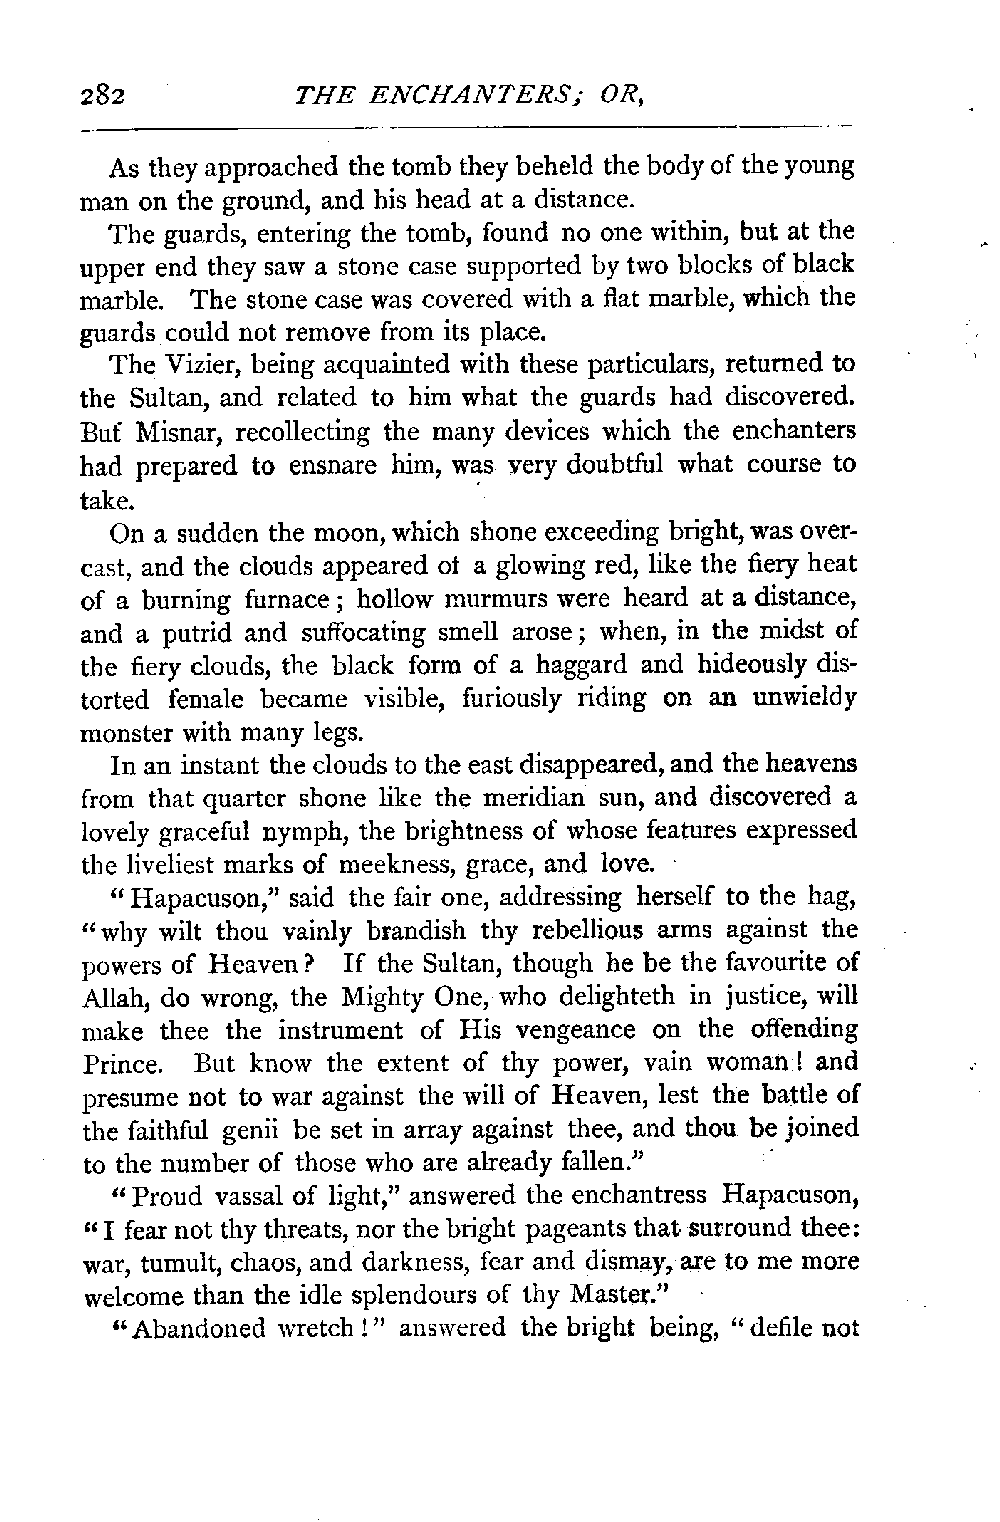 282 THE ENCHANTERS; OR,
As they approached the tomb they beheld the body of the young
man on the ground, and his head at a distance.
The guards, entering the tomb, found no one within, but at the
upper end they saw a stone case supported by two blocks of black
marble. The stone case was covered with a flat marble, which the
guards could not remove from its place.
The Vizier, being acquainted with these particulars, returned to
the Sultan, and related to him what the guards had discovered.
But Misnar, recollecting the many devices which the enchanters
had prepared to ensnare him, was very doubtful what course to
take.
On a sudden the moon, which shone exceeding bright, was over-
cast, and the clouds appeared of a glowing red, like the fiery heat
of a burning furnace; hollow murmurs were heard at a distance,
and a putrid and suffocating smell arose; when, in the midst of
the fiery clouds, the black form of a haggard and hideously dis-
torted female became visible, furiously riding on an unwieldy
monster with many legs.
In an instant the clouds to the east disappeared, and the heavens
from that quarter shone like the meridian sun, and discovered a
lovely graceful nymph, the brightness of whose features expressed
the liveliest marks of meekness, grace, and love.
"Hapacuson," said the fair one, addressing herself to the hag,
"why wilt thou vainly brandish thy rebellious arms against the
powers of Heaven? If the Sultan, though he be the favourite of
Allah, do wrong, the Mighty One, who delighteth in justice, will
make thee the instrument of His vengeance on the offending
Prince. But know the extent of thy power, vain woman! and
presume not to war against the will of Heaven, lest the battle of
the faithful genii be set in array against thee, and thou be joined
to the number of those who are already fallen."
"Proud vassal of light," answered the enchantress Hapacuson,
"I fear not thy threats, nor the bright pageants that surround thee:
war, tumult, chaos, and darkness, fear and dismay, are to me more
welcome than the idle splendours of thy Master."
"Abandoned wretch!" answered the bright being, "defile not